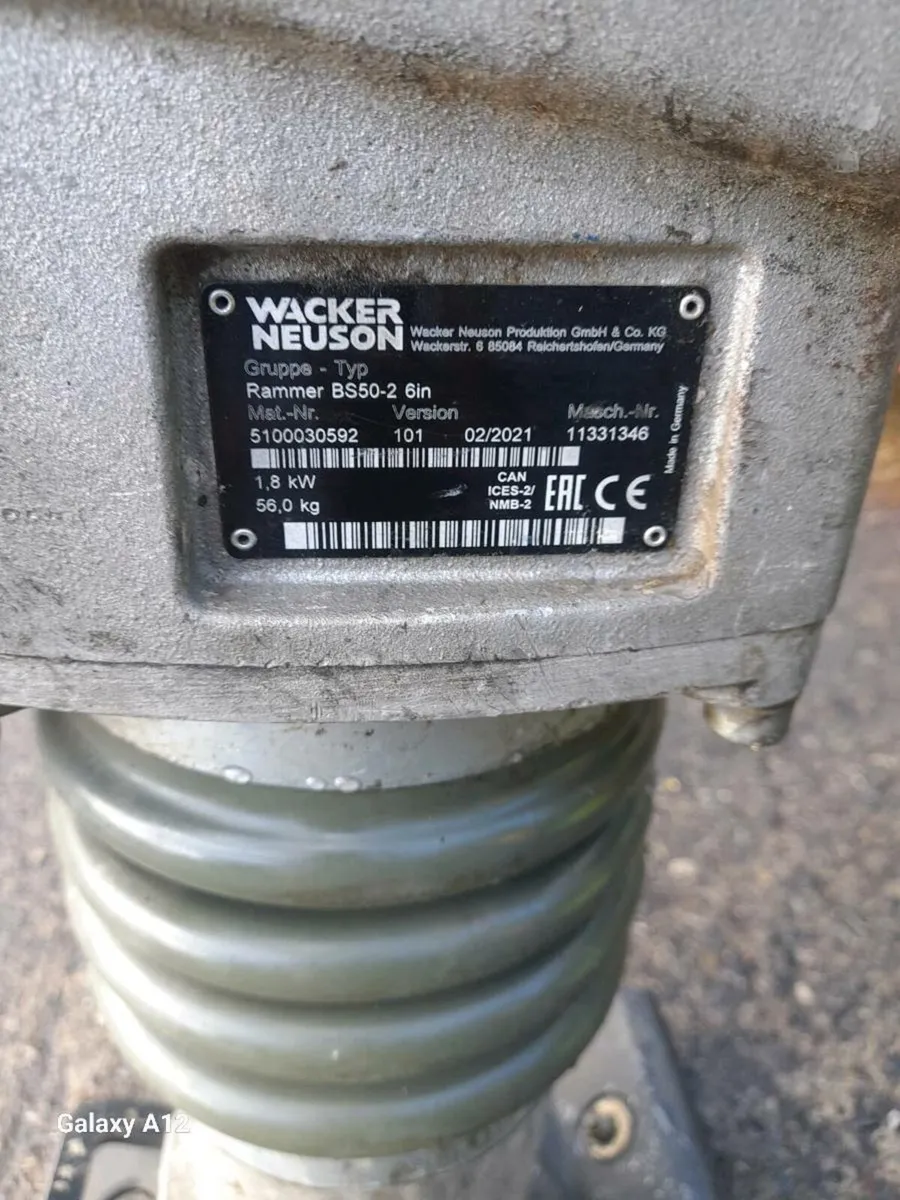 WACKER
NEUSON
Wacker Neuson Produktion GmbH & Co. KG
Wackerstr. 6 85084 Reichertshofen/Germany
Gruppe - Typ
Rammer BS50-2 6in
Mat.-Nr. Version Masch.-Nr.
5100030592 101 02/2021 11331346
Made in Germany
1,8 kW
56,0 kg
CAN
ICES-2/
NMB-2
EAC CE
Galaxy A12